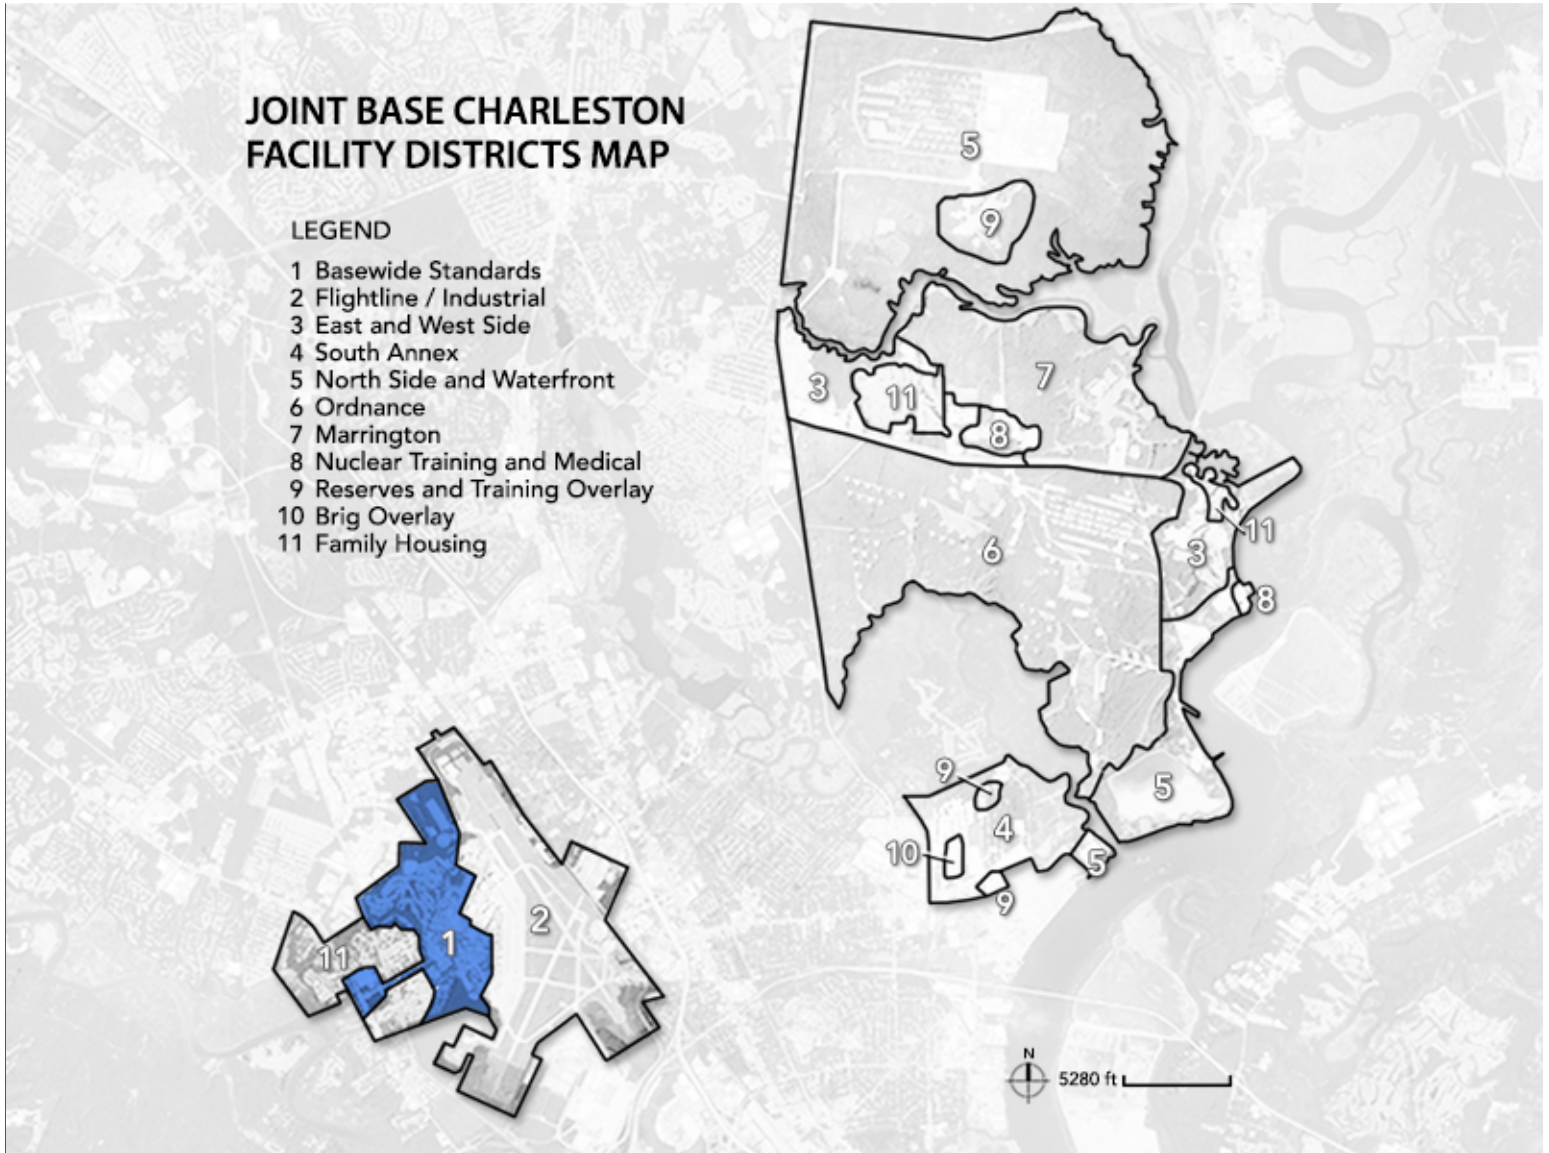 JOINT BASE CHARLESTON
FACILITY DISTRICTS MAP
LEGEND
1 Basewide Standards
2 Flightline / Industrial
3 East and West Side
4 South Annex
5 North Side and Waterfront
6 Ordnance
7 Marrington
8 Nuclear Training and Medical
9 Reserves and Training Overlay
10 Brig Overlay
11 Family Housing
5
9
7
3
11
8
11
3
6
8
9
5
4
10
5
9
2
1
11
N
5280 ft